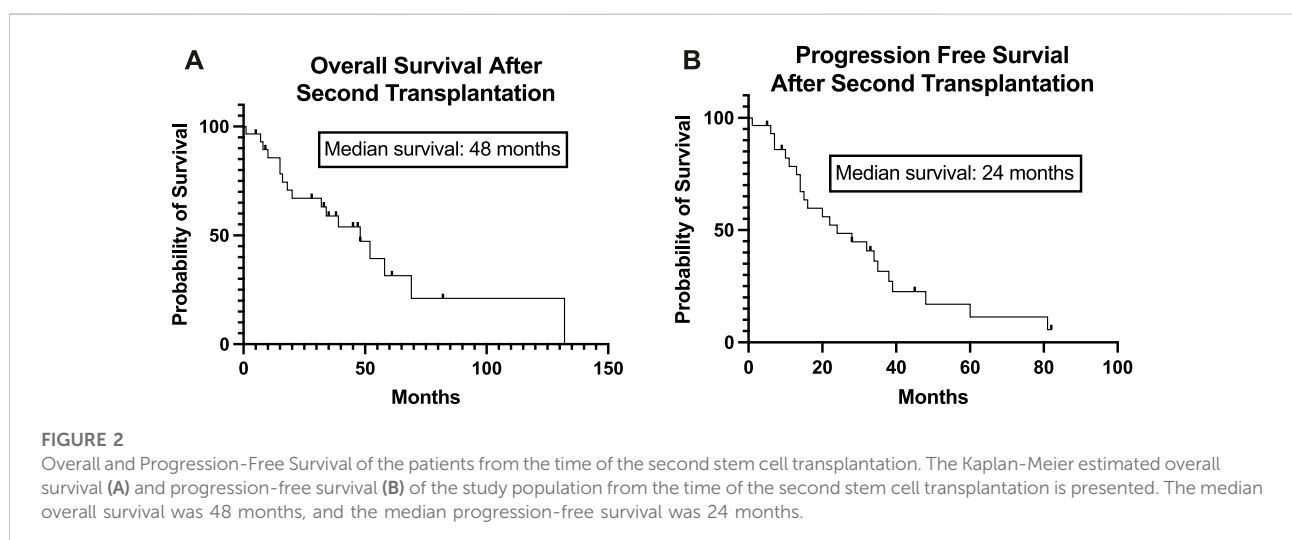 A
Overall Survival After
Second Transplantation
Probability of Survival
100
50
0
Median survival: 48 months
0 50 100 150
Months
B
Progression Free Survial
After Second Transplantation
Probability of Survival
100
50
0
Median survival: 24 months
0 20 40 60 80 100
Months
FIGURE 2
Overall and Progression-Free Survival of the patients from the time of the second stem cell transplantation. The Kaplan-Meier estimated overall
survival (A) and progression-free survival (B) of the study population from the time of the second stem cell transplantation is presented. The median
overall survival was 48 months, and the median progression-free survival was 24 months.